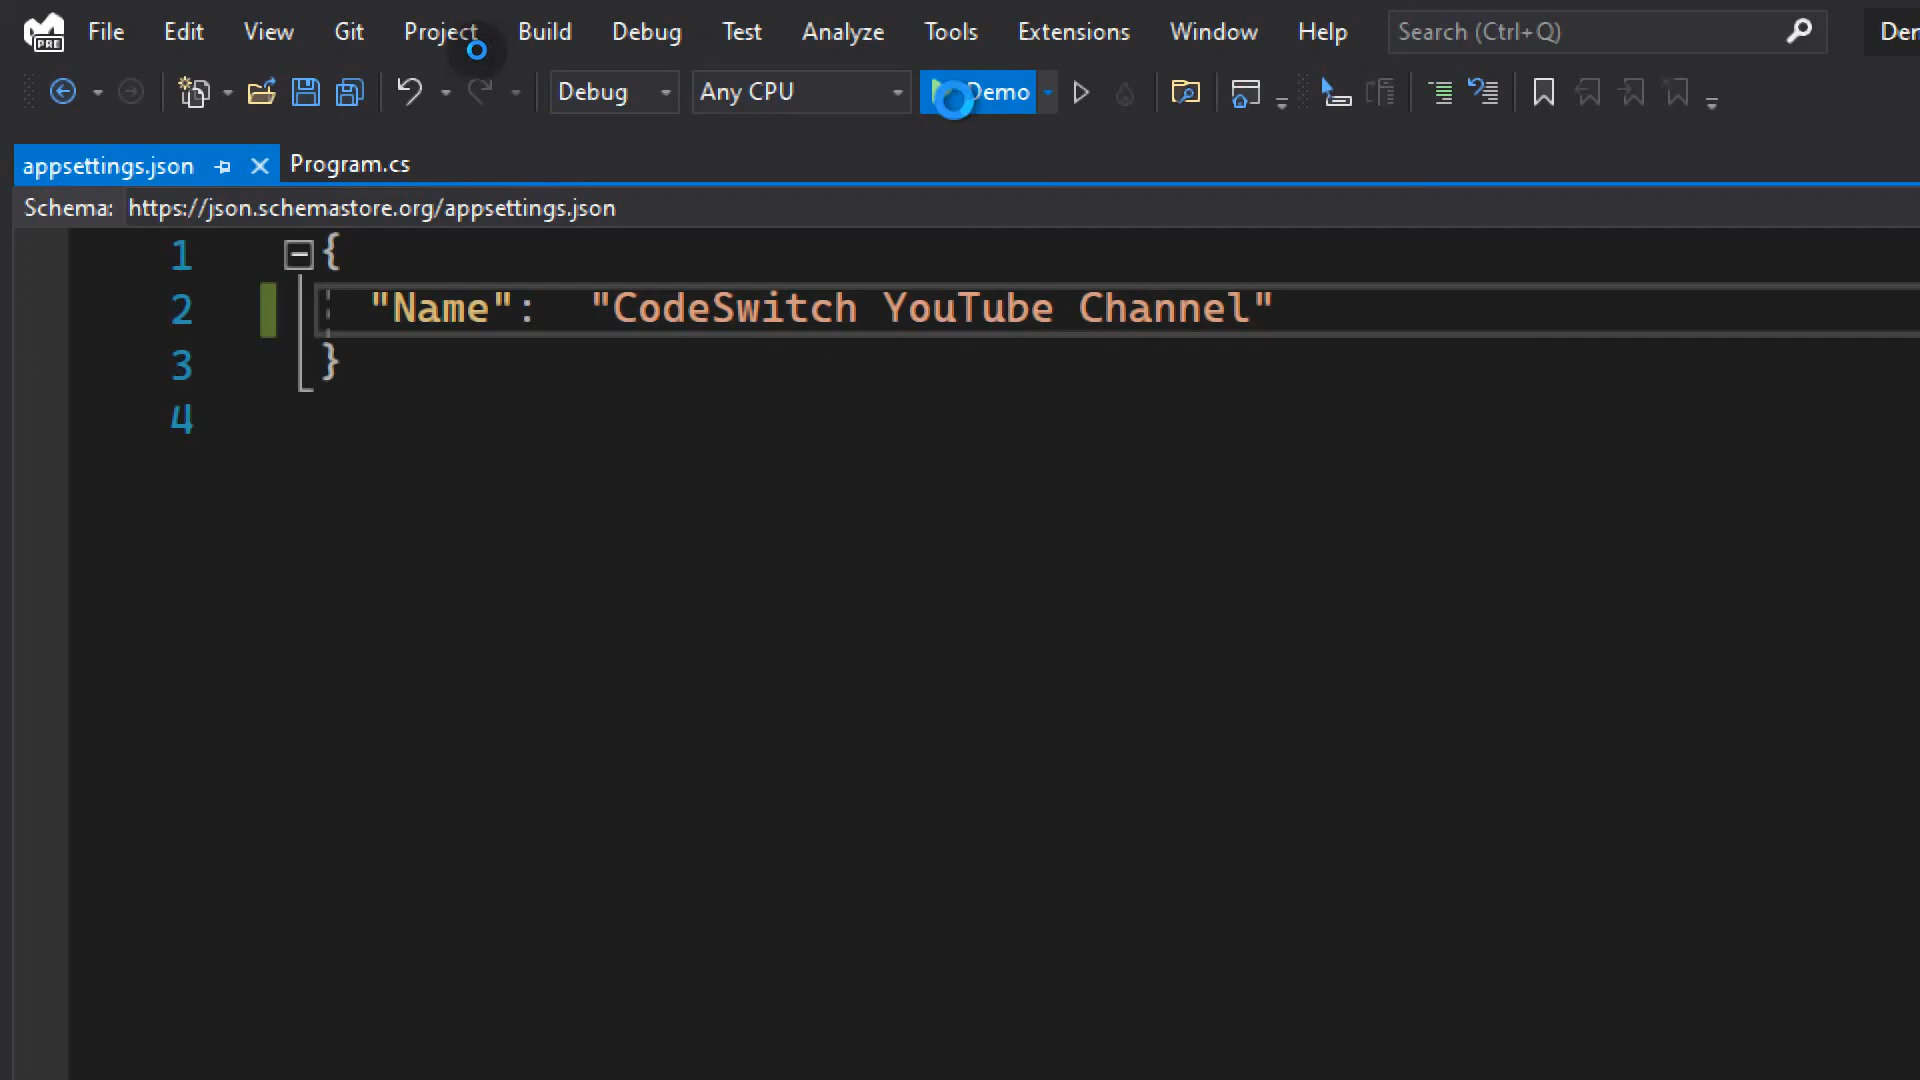 PRE File Edit View Git Project Build Debug Test Analyze Tools Extensions Window Help Search (Ctrl+Q)
Debug Any CPU Demo
appsettings.json Program.cs
Schema: https://json.schemastore.org/appsettings.json
1 {
2 "Name": "CodeSwitch YouTube Channel"
3 }
4